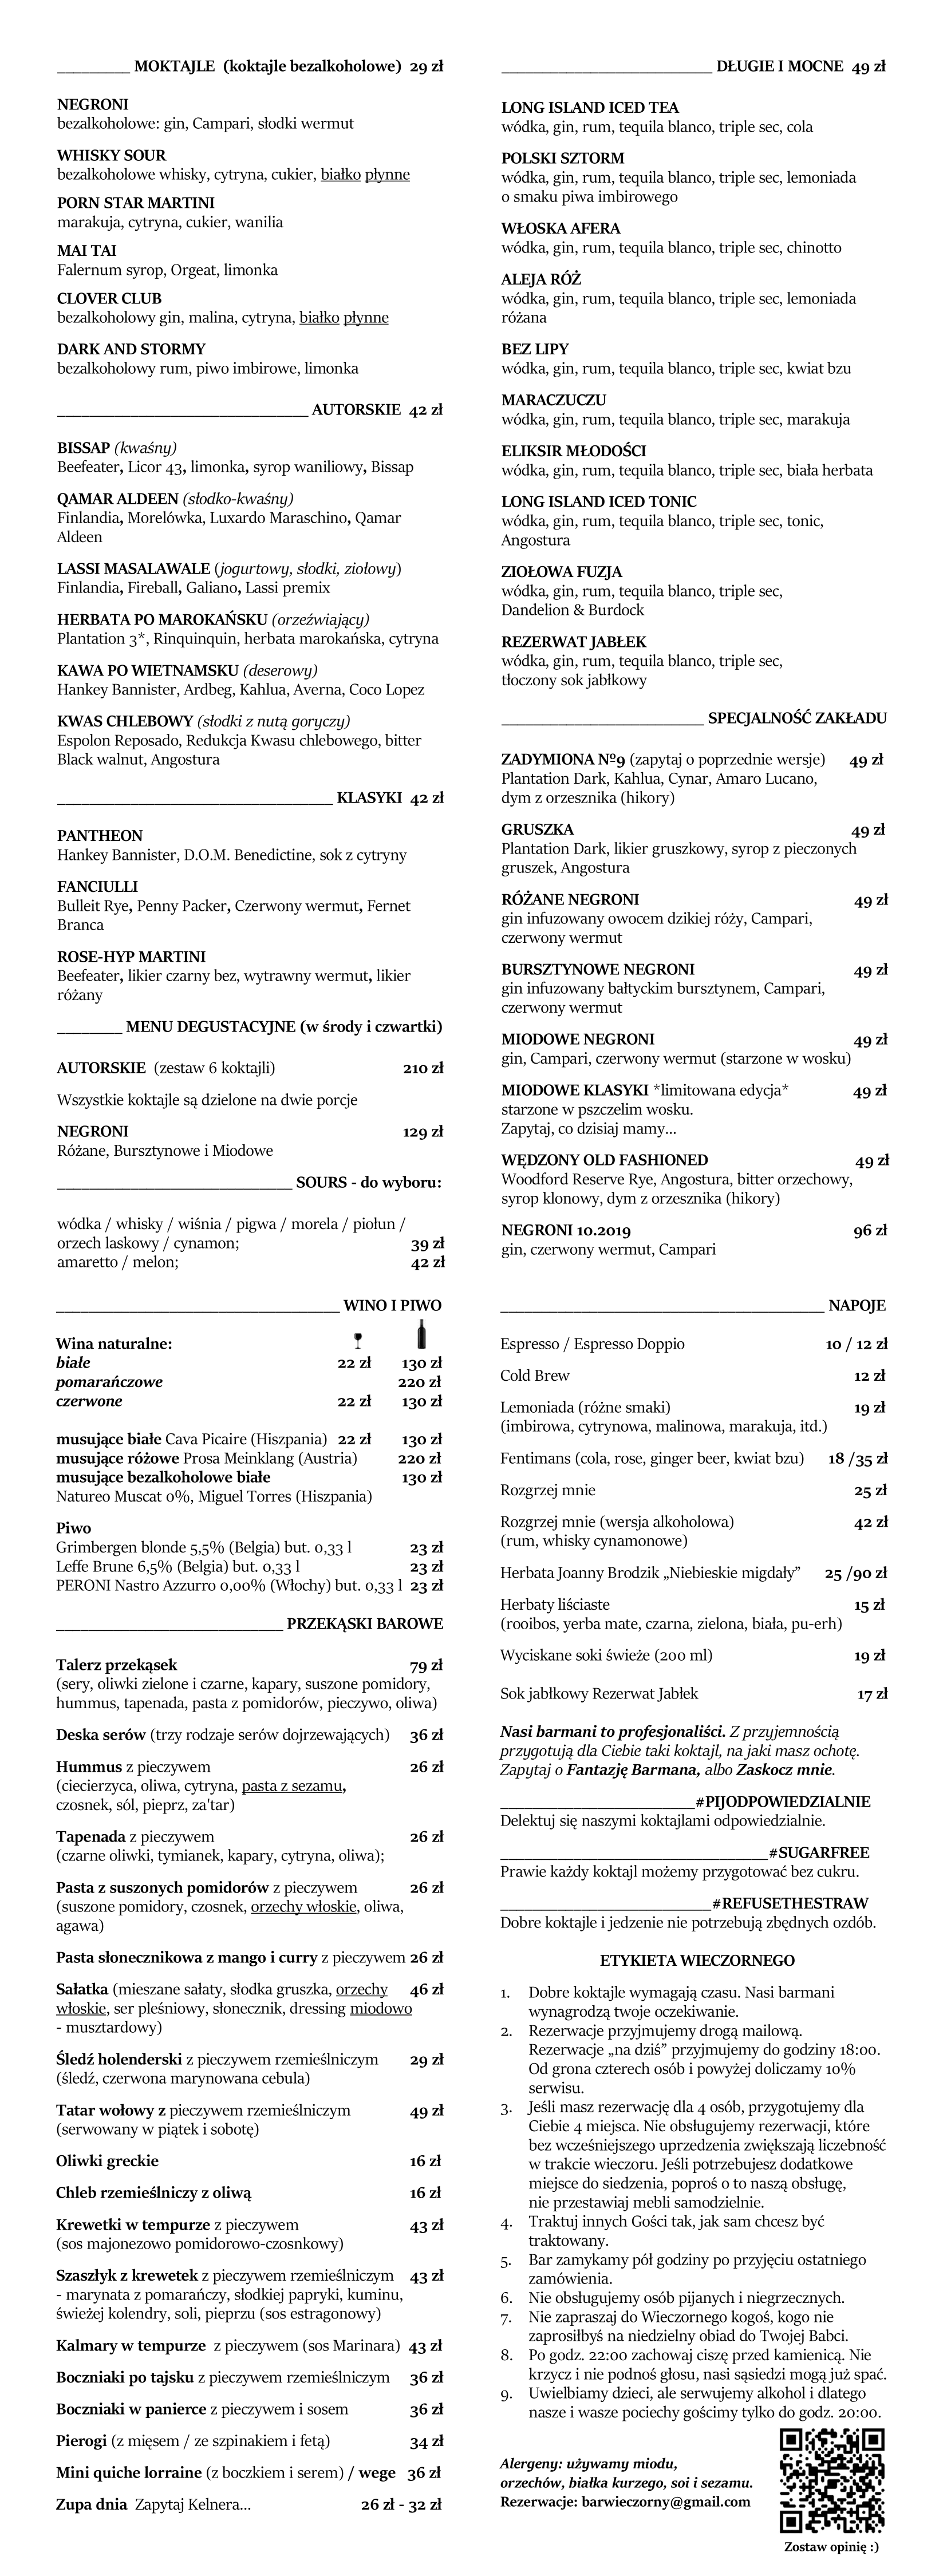 MOKTAJLE (koktajle bezalkoholowe) 29 zł
NEGRONI
bezalkoholowe: gin, Campari, słodki wermut
WHISKY SOUR
bezalkoholowe whisky, cytryna, cukier, białko płynne
PORN STAR MARTINI
marakuja, cytryna, cukier, wanilia
MAI TAI
Falernum syrop, Orgeat, limonka
CLOVER CLUB
bezalkoholowy gin, malina, cytryna, białko płynne
DARK AND STORMY
bezalkoholowy rum, piwo imbirowe, limonka
AUTORSKIE 42 zł
BISSAP (kwaśny)
Beefeater, Licor 43, limonka, syrop waniliowy, Bissap
QAMAR ALDEEN (słodko-kwaśny)
Finlandia, Morelówka, Luxardo Maraschino, Qamar
Aldeen
LASSI MASALAWALE (jogurtowy, słodki, ziołowy)
Finlandia, Fireball, Galiano, Lassi premix
HERBATA PO MAROKAŃSKU (orzeźwiający)
Plantation 3*, Rinquinquin, herbata marokańska, cytryna
KAWA PO WIETNAMSKU (deserowy)
Hankey Bannister, Ardbeg, Kahlua, Averna, Coco Lopez
KWAS CHLEBOWY (słodki z nutą goryczy)
Espolon Reposado, Redukcja Kwasu chlebowego, bitter
Black walnut, Angostura
KLASYKI 42 zł
PANTHEON
Hankey Bannister, D.O.M. Benedictine, sok z cytryny
FANCIULLI
Bulleit Rye, Penny Packer, Czerwony wermut, Fernet
Branca
ROSE-HYP MARTINI
Beefeater, likier czarny bez, wytrawny wermut, likier
różany
MENU DEGUSTACYJNE (w środy i czwartki)
AUTORSKIE (zestaw 6 koktajli) 210 zł
Wszystkie koktajle są dzielone na dwie porcje
NEGRONI 129 zł
Różane, Bursztynowe i Miodowe
SOURS - do wyboru:
wódka / whisky / wiśnia / pigwa / morela / piołun /
orzech laskowy / cynamon; 39 zł
amaretto / melon; 42 zł
DŁUGIE I MOCNE 49 zł
LONG ISLAND ICED TEA
wódka, gin, rum, tequila blanco, triple sec, cola
POLSKI SZTORM
wódka, gin, rum, tequila blanco, triple sec, lemoniada
o smaku piwa imbirowego
WŁOSKA AFERA
wódka, gin, rum, tequila blanco, triple sec, chinotto
ALEJA RÓŻ
wódka, gin, rum, tequila blanco, triple sec, lemoniada
różana
BEZ LIPY
wódka, gin, rum, tequila blanco, triple sec, kwiat bzu
MARACZUCZU
wódka, gin, rum, tequila blanco, triple sec, marakuja
ELIKSIR MŁODOŚCI
wódka, gin, rum, tequila blanco, triple sec, biała herbata
LONG ISLAND ICED TONIC
wódka, gin, rum, tequila blanco, triple sec, tonic,
Angostura
ZIOŁOWA FUZJA
wódka, gin, rum, tequila blanco, triple sec,
Dandelion & Burdock
REZERWAT JABŁEK
wódka, gin, rum, tequila blanco, triple sec,
tłoczony sok jabłkowy
SPECJALNOŚĆ ZAKŁADU
ZADYMIONA Nº9 (zapytaj o poprzednie wersje) 49 zł
Plantation Dark, Kahlua, Cynar, Amaro Lucano,
dym z orzesznika (hikory)
GRUSZKA 49 zł
Plantation Dark, likier gruszkowy, syrop z pieczonych
gruszek, Angostura
RÓŻANE NEGRONI 49 zł
gin infuzowany owocem dzikiej róży, Campari,
czerwony wermut
BURSZTYNOWE NEGRONI 49 zł
gin infuzowany bałtyckim bursztynem, Campari,
czerwony wermut
MIODOWE NEGRONI 49 zł
gin, Campari, czerwony wermut (starzone w wosku)
MIODOWE KLASYKI *limitowana edycja* 49 zł
starzone w pszczelim wosku.
Zapytaj, co dzisiaj mamy...
WĘDZONY OLD FASHIONED 49 zł
Woodford Reserve Rye, Angostura, bitter orzechowy,
syrop klonowy, dym z orzesznika (hikory)
NEGRONI 10.2019 96 zł
gin, czerwony wermut, Campari
WINO I PIWO
Wina naturalne:
białe 22 zł 130 zł
pomarańczowe 220 zł
czerwone 22 zł 130 zł
musujące białe Cava Picaire (Hiszpania) 22 zł 130 zł
musujące różowe Prosa Meinklang (Austria) 220 zł
musujące bezalkoholowe białe 130 zł
Natureo Muscat 0%, Miguel Torres (Hiszpania)
Piwo
Grimbergen blonde 5,5% (Belgia) but. 0,33 l 23 zł
Leffe Brune 6,5% (Belgia) but. 0,33 l 23 zł
PERONI Nastro Azzurro 0,00% (Włochy) but. 0,33 l 23 zł
PRZEKĄSKI BAROWE
Talerz przekąsek 79 zł
(sery, oliwki zielone i czarne, kapary, suszone pomidory,
hummus, tapenada, pasta z pomidorów, pieczywo, oliwa)
Deska serów (trzy rodzaje serów dojrzewających) 36 zł
Hummus z pieczywem 26 zł
(ciecierzyca, oliwa, cytryna, pasta z sezamu,
czosnek, sól, pieprz, za'tar)
Tapenada z pieczywem 26 zł
(czarne oliwki, tymianek, kapary, cytryna, oliwa);
Pasta z suszonych pomidorów z pieczywem 26 zł
(suszone pomidory, czosnek, orzechy włoskie, oliwa,
agawa)
Pasta słonecznikowa z mango i curry z pieczywem 26 zł
Sałatka (mieszane sałaty, słodka gruszka, orzechy 46 zł
włoskie, ser pleśniowy, słonecznik, dressing miodowo
- musztardowy)
Śledź holenderski z pieczywem rzemieślniczym 29 zł
(śledź, czerwona marynowana cebula)
Tatar wołowy z pieczywem rzemieślniczym 49 zł
(serwowany w piątek i sobotę)
Oliwki greckie 16 zł
Chleb rzemieślniczy z oliwą 16 zł
Krewetki w tempurze z pieczywem 43 zł
(sos majonezowo pomidorowo-czosnkowy)
Szaszłyk z krewetek z pieczywem rzemieślniczym 43 zł
- marynata z pomarańczy, słodkiej papryki, kuminu,
świeżej kolendry, soli, pieprzu (sos estragonowy)
Kalmary w tempurze z pieczywem (sos Marinara) 43 zł
Boczniaki po tajsku z pieczywem rzemieślniczym 36 zł
Boczniaki w panierce z pieczywem i sosem 36 zł
Pierogi (z mięsem / ze szpinakiem i fetą) 34 zł
Mini quiche lorraine (z boczkiem i serem) / wege 36 zł
Zupa dnia Zapytaj Kelnera... 26 zł - 32 zł
NAPOJE
Espresso / Espresso Doppio 10 / 12 zł
Cold Brew 12 zł
Lemoniada (różne smaki) 19 zł
(imbirowa, cytrynowa, malinowa, marakuja, itd.)
Fentimans (cola, rose, ginger beer, kwiat bzu) 18 /35 zł
Rozgrzej mnie 25 zł
Rozgrzej mnie (wersja alkoholowa) 42 zł
(rum, whisky cynamonowe)
Herbata Joanny Brodzik „Niebieskie migdały” 25 /90 zł
Herbaty liściaste 15 zł
(rooibos, yerba mate, czarna, zielona, biała, pu-erh)
Wyciskane soki świeże (200 ml) 19 zł
Sok jabłkowy Rezerwat Jabłek 17 zł
Nasi barmani to profesjonaliści. Z przyjemnością
przygotują dla Ciebie taki koktajl, na jaki masz ochotę.
Zapytaj o Fantazję Barmana, albo Zaskocz mnie.
#PIJODPOWIEDZIALNIE
Delektuj się naszymi koktajlami odpowiedzialnie.
#SUGARFREE
Prawie każdy koktajl możemy przygotować bez cukru.
#REFUSETHESTRAW
Dobre koktajle i jedzenie nie potrzebują zbędnych ozdób.
ETYKIETA WIECZORNEGO
1. Dobre koktajle wymagają czasu. Nasi barmani
wynagrodzą twoje oczekiwanie.
2. Rezerwacje przyjmujemy drogą mailową.
Rezerwacje „na dziś” przyjmujemy do godziny 18:00.
Od grona czterech osób i powyżej doliczamy 10%
serwisu.
3. Jeśli masz rezerwację dla 4 osób, przygotujemy dla
Ciebie 4 miejsca. Nie obsługujemy rezerwacji, które
bez wcześniejszego uprzedzenia zwiększają liczebność
w trakcie wieczoru. Jeśli potrzebujesz dodatkowe
miejsce do siedzenia, poproś o to naszą obsługę,
nie przestawiaj mebli samodzielnie.
4. Traktuj innych Gości tak, jak sam chcesz być
traktowany.
5. Bar zamykamy pół godziny po przyjęciu ostatniego
zamówienia.
6. Nie obsługujemy osób pijanych i niegrzecznych.
7. Nie zapraszaj do Wieczornego kogoś, kogo nie
zaprosiłbyś na niedzielny obiad do Twojej Babci.
8. Po godz. 22:00 zachowaj ciszę przed kamienicą. Nie
krzycz i nie podnoś głosu, nasi sąsiedzi mogą już spać.
9. Uwielbiamy dzieci, ale serwujemy alkohol i dlatego
nasze i wasze pociechy gościmy tylko do godz. 20:00.
Alergeny: używamy miodu,
orzechów, białka kurzego, soi i sezamu.
Rezerwacje: barwieczorny@gmail.com
Zostaw opinię :)